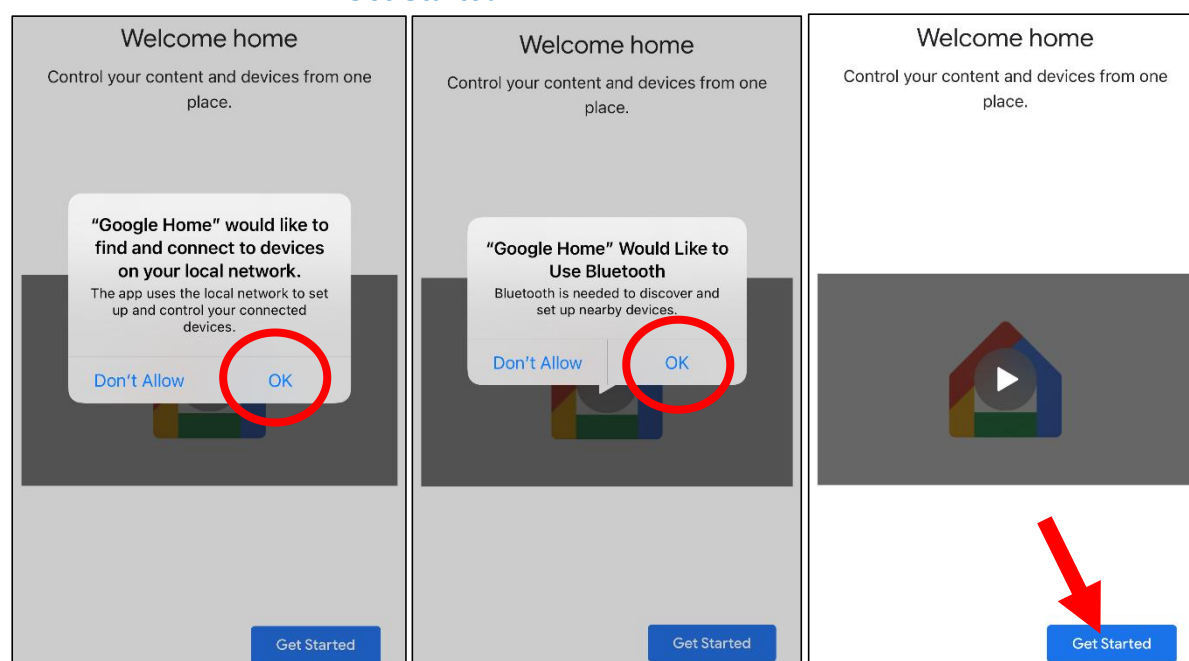 Get Started
Welcome home
Control your content and devices from one
place.
"Google Home" would like to
find and connect to devices
on your local network.
The app uses the local network to set
up and control your connected
devices.
Don't Allow
OK
Get Started
Welcome home
Control your content and devices from one
place.
"Google Home" Would Like to
Use Bluetooth
Bluetooth is needed to discover and
set up nearby devices.
Don't Allow
OK
Get Started
Welcome home
Control your content and devices from one
place.
Get Started